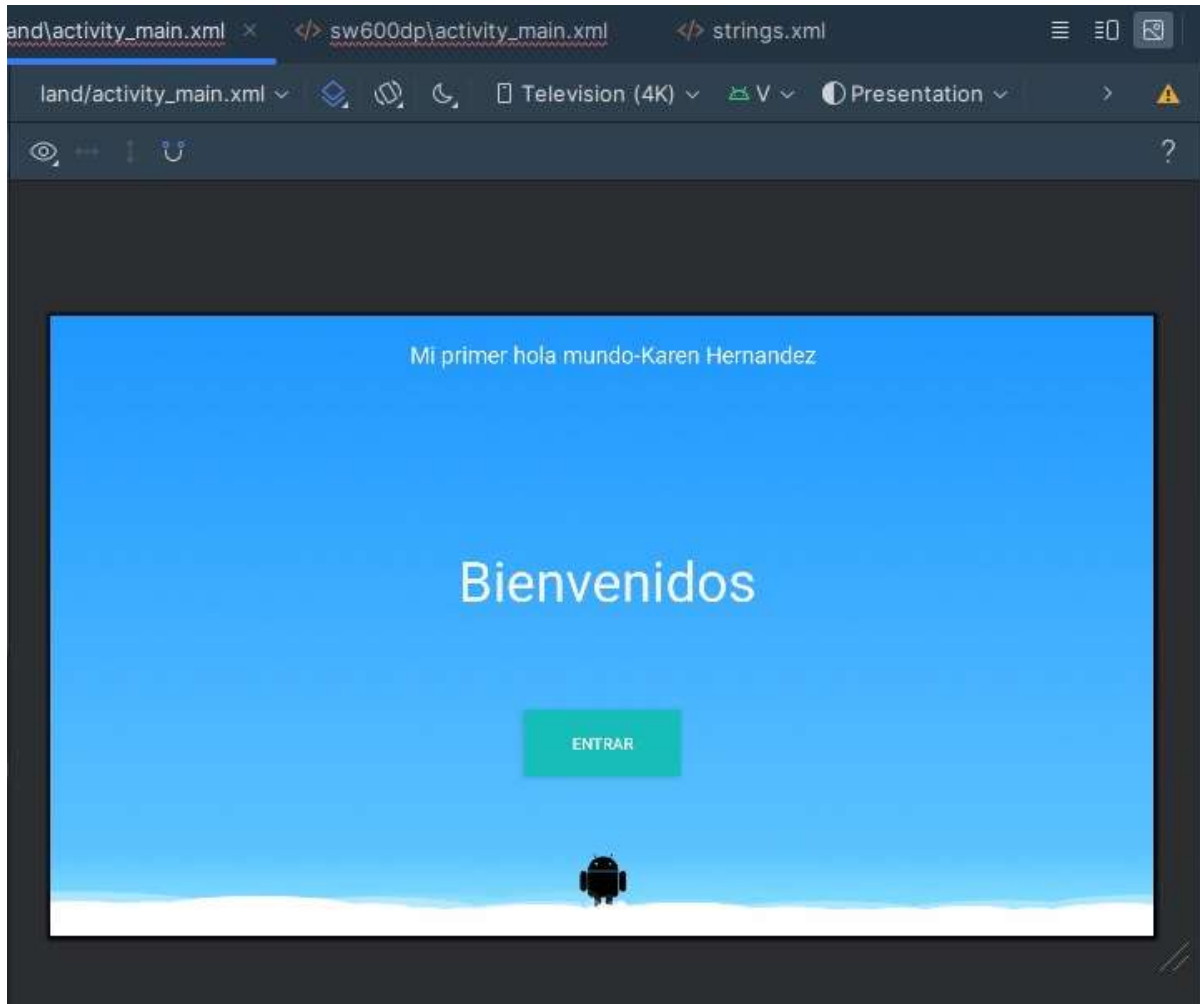 and\activity_main.xml × </> sw600dp\activity_main.xml </> strings.xml
land/activity_main.xml Television (4K) V Presentation >
?
Mi primer hola mundo-Karen Hernandez
Bienvenidos
ENTRAR